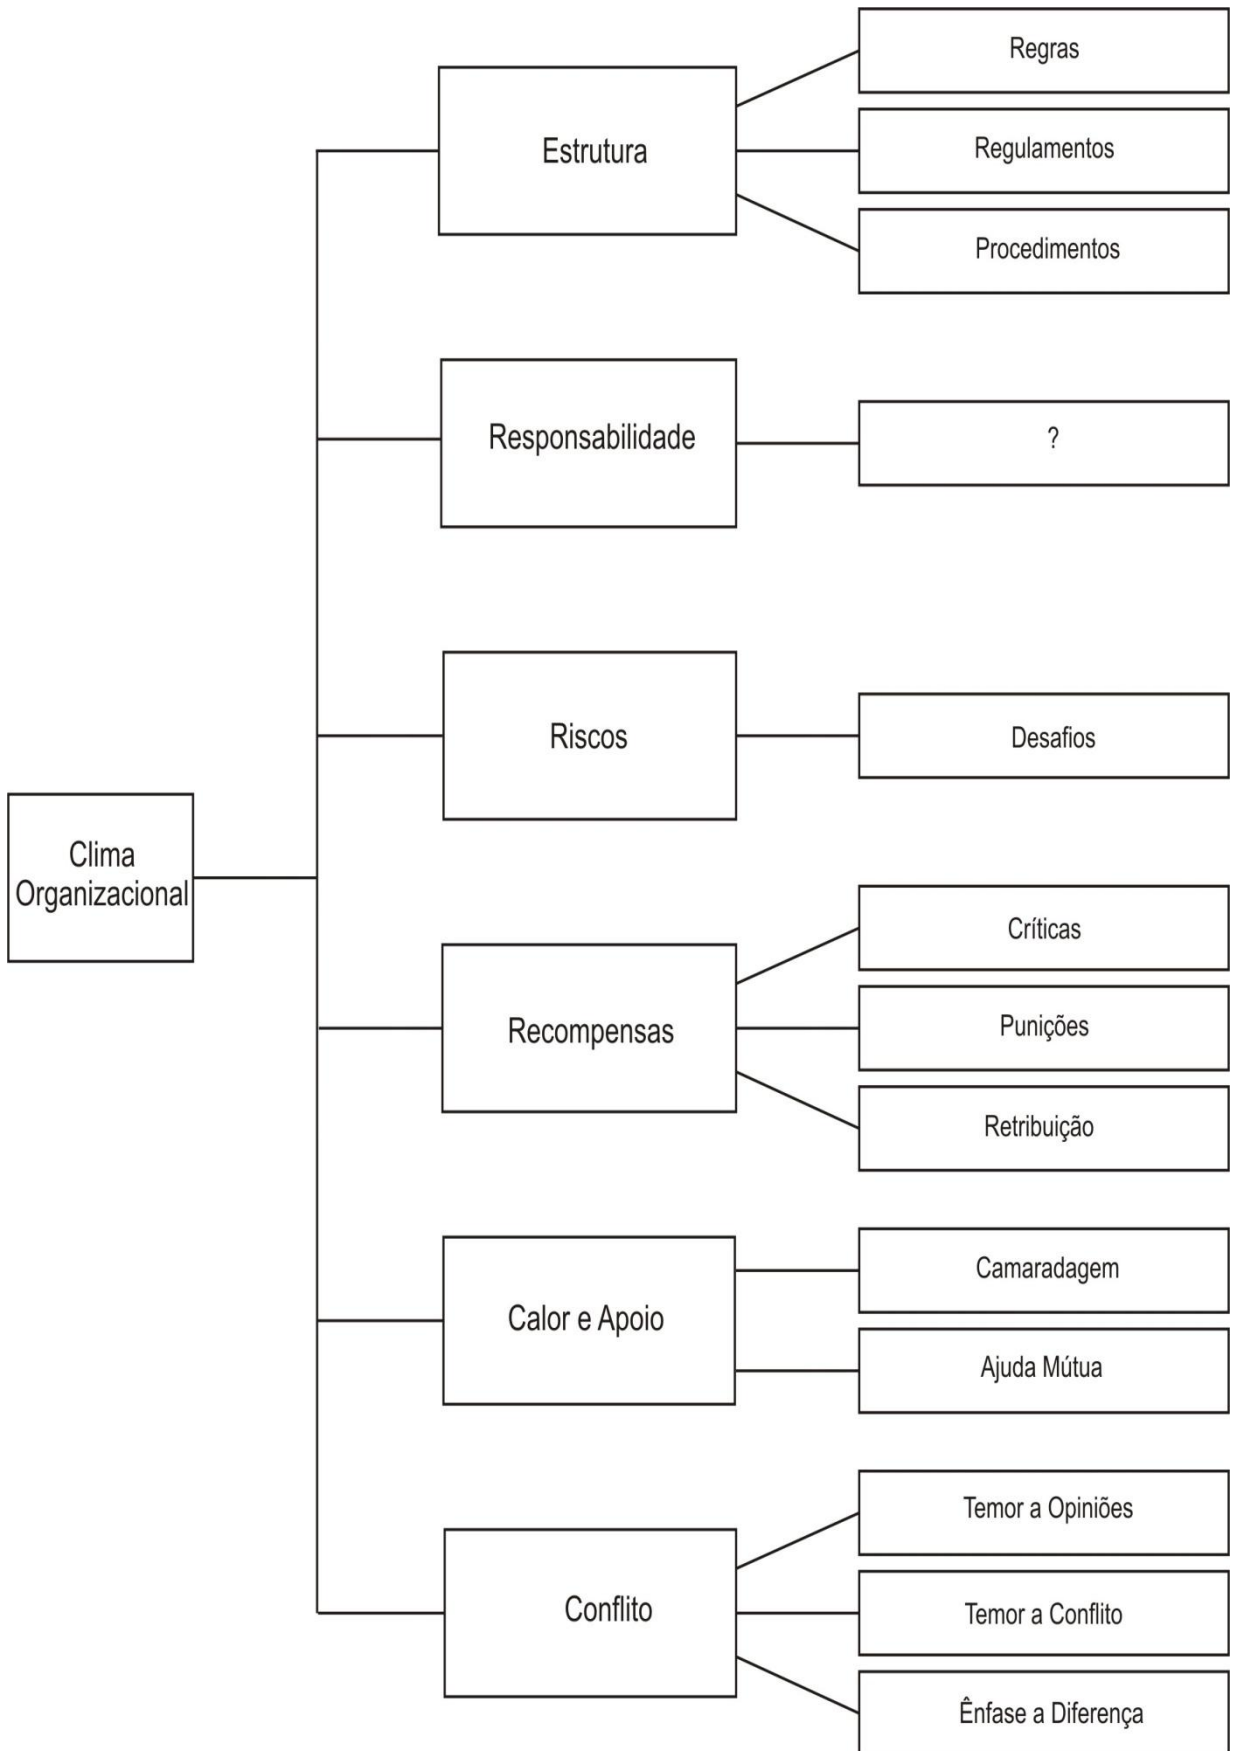 Regras
Estrutura
Regulamentos
Procedimentos
Responsabilidade
?
Riscos
Desafios
Clima
Organizacional
Críticas
Recompensas
Punições
Retribuição
Camaradagem
Calor e Apoio
Ajuda Mútua
Temor a Opiniões
Conflito
Temor a Conflito
Ênfase a Diferença